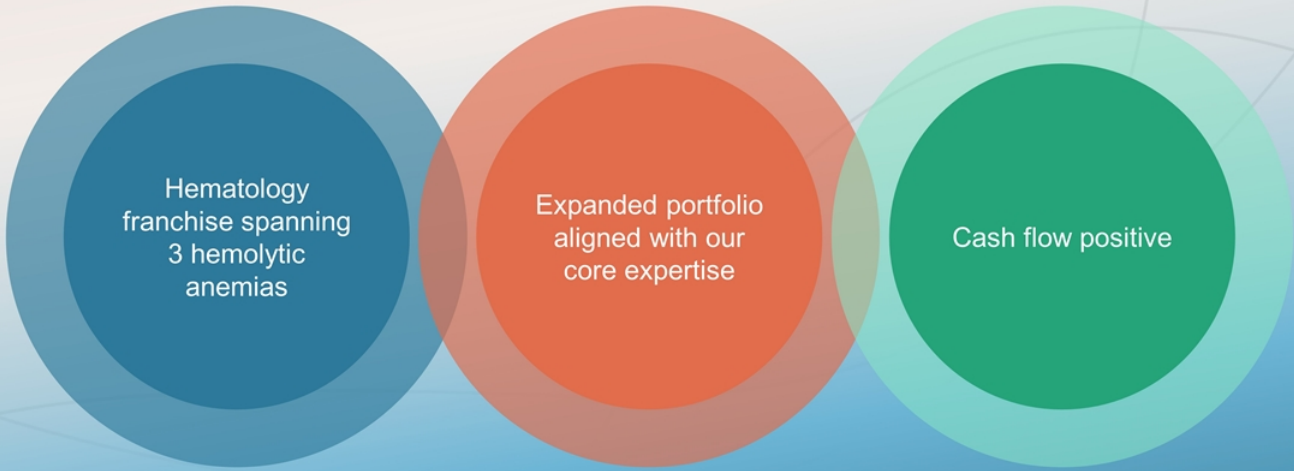 Hematology
franchise spanning
3 hemolytic
anemias
Expanded portfolio
aligned with our
core expertise
Cash flow positive